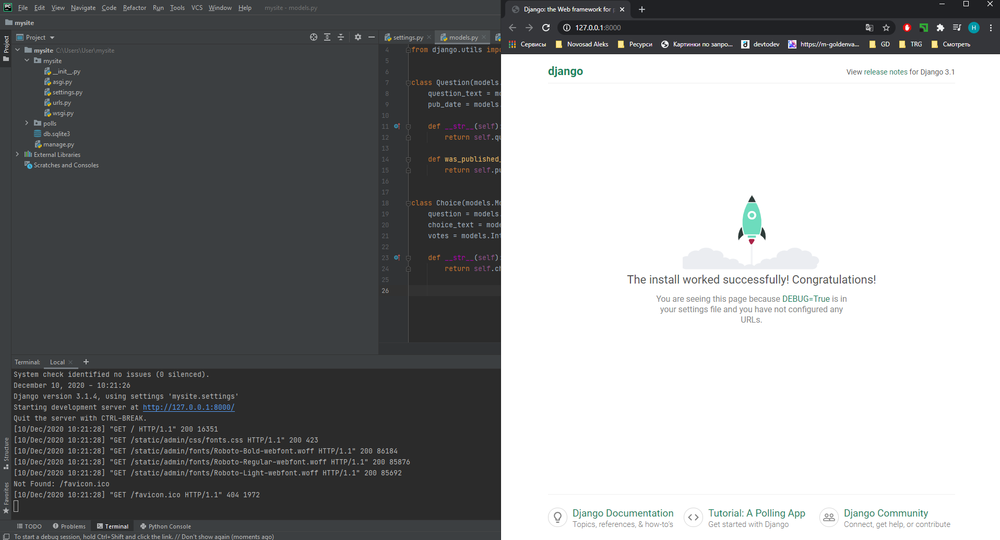 PC File Edit View Navigate Code Refactor Run Tools VCS Window Help mysite - models.py
mysite
Project
Project
mysite C:\Users\User\mysite
mysite
__init__.py
asgi.py
settings.py
urls.py
wsgi.py
polls
db.sqlite3
manage.py
External Libraries
Scratches and Consoles
settings.py models.py
4 from django.utils impo
5
6
7 class Question(models.
8 question_text = mo
9 pub_date = models.
10
11 def __str__(self):
12 return self.qu
13
14 def was_published_
15 return self.pu
16
17
18 class Choice(models.Mo
19 question = models.
20 choice_text = mode
21 votes = models.Int
22
23 def __str__(self):
24 return self.ch
25
26
Terminal: Local +
System check identified no issues (0 silenced).
December 10, 2020 - 10:21:26
Django version 3.1.4, using settings 'mysite.settings'
Starting development server at http://127.0.0.1:8000/
Quit the server with CTRL-BREAK.
[10/Dec/2020 10:21:28] "GET / HTTP/1.1" 200 16351
[10/Dec/2020 10:21:28] "GET /static/admin/css/fonts.css HTTP/1.1" 200 423
[10/Dec/2020 10:21:28] "GET /static/admin/fonts/Roboto-Bold-webfont.woff HTTP/1.1" 200 86184
[10/Dec/2020 10:21:28] "GET /static/admin/fonts/Roboto-Regular-webfont.woff HTTP/1.1" 200 85876
[10/Dec/2020 10:21:28] "GET /static/admin/fonts/Roboto-Light-webfont.woff HTTP/1.1" 200 85692
Not Found: /favicon.ico
[10/Dec/2020 10:21:28] "GET /favicon.ico HTTP/1.1" 404 1972
Structure
Favorites
TODO Problems Terminal Python Console
To start a debug session, hold Ctrl+Shift and click the link. // Don't show again (moments ago)
Django: the Web framework for p
127.0.0.1:8000
H
Сервисы Novosad Aleks Ресурси Картинки по запро... devtodev https://m-goldenva... GD TRG Смотреть
django
View release notes for Django 3.1
The install worked successfully! Congratulations!
You are seeing this page because DEBUG=True is in
your settings file and you have not configured any
URLs.
Django Documentation
Topics, references, & how-to's
Tutorial: A Polling App
Get started with Django
Django Community
Connect, get help, or contribute